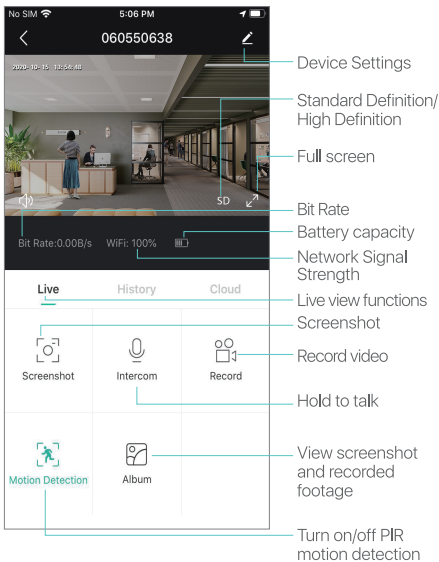 No SIM 5:06 PM
060550638
2020-10-15 13:54:48
SD
Bit Rate:0.00B/s WiFi: 100%
Live History Cloud
Screenshot Intercom Record
Motion Detection Album
Device Settings
Standard Definition/
High Definition
Full screen
Bit Rate
Battery capacity
Network Signal
Strength
Live view functions
Screenshot
Record video
Hold to talk
View screenshot
and recorded
footage
Turn on/off PIR
motion detection